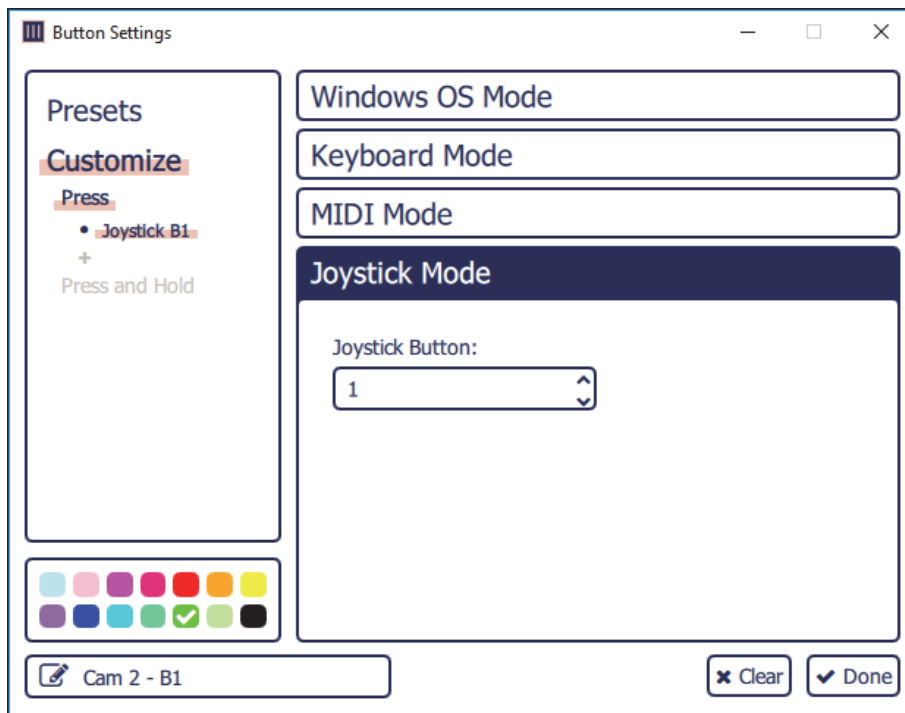 Button Settings
Presets
Customize
Press
• Joystick B1
+
Press and Hold
Windows OS Mode
Keyboard Mode
MIDI Mode
Joystick Mode
Joystick Button:
1
Cam 2 - B1
Clear
Done